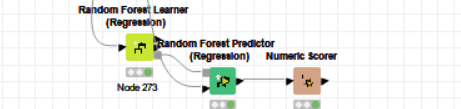 Random Forest Learner
(Regression)
Random Forest Predictor
(Regression)
Numeric Scorer
Node 273